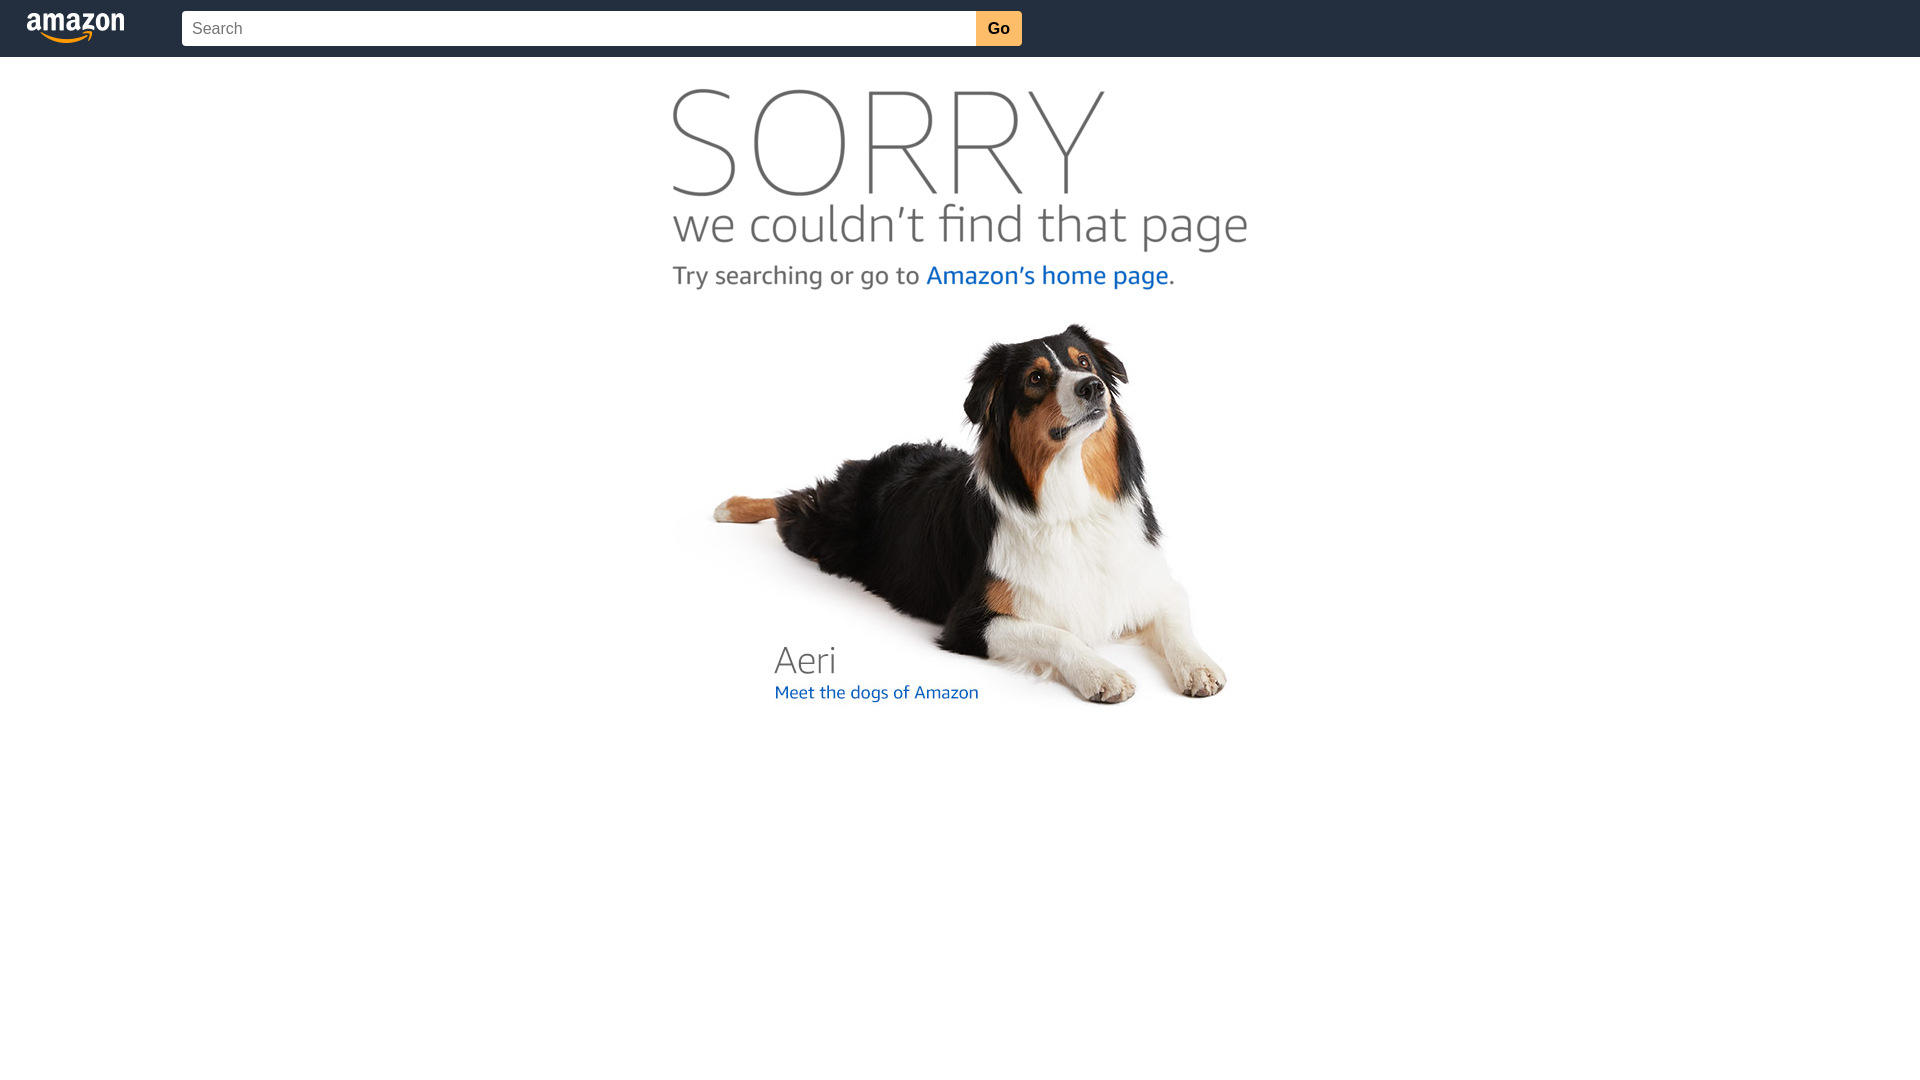 amazon
Search
Go
SORRY
we couldn't find that page
Try searching or go to Amazon's home page.
Aeri
Meet the dogs of Amazon